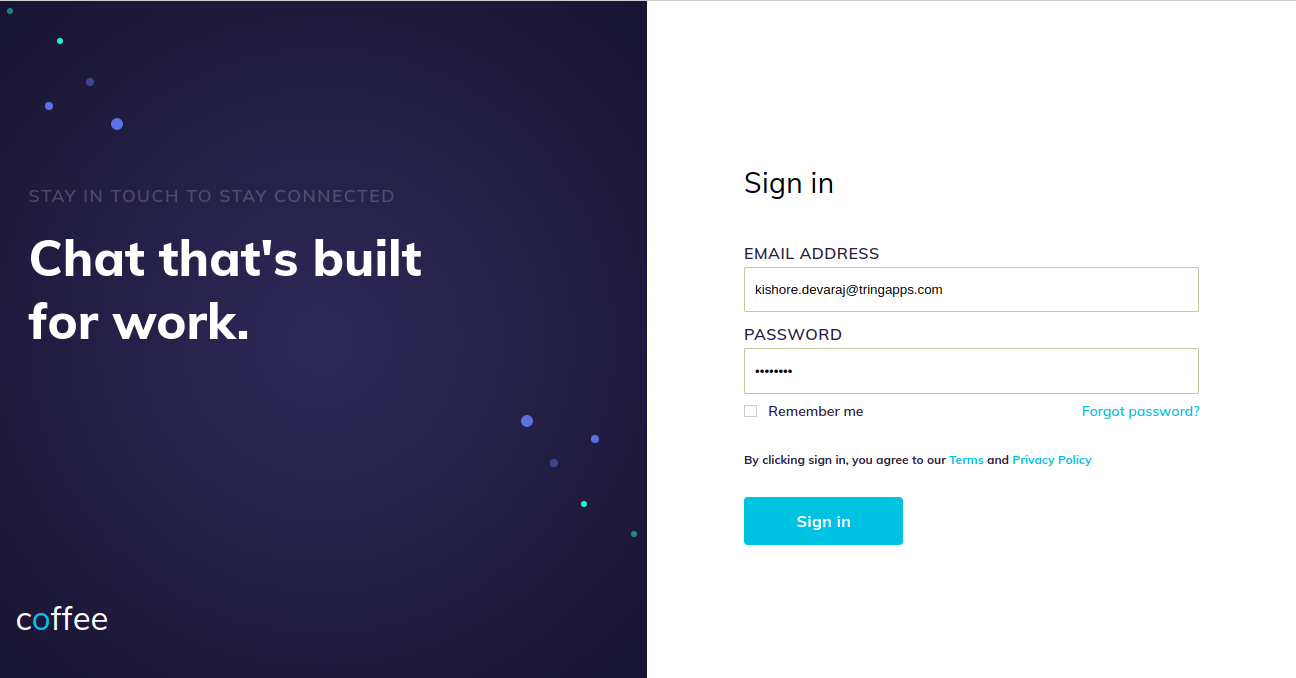 STAY IN TOUCH TO STAY CONNECTED
Chat that's built
for work.
coffee
Sign in
EMAIL ADDRESS
kishore.devaraj@tringapps.com
PASSWORD
••••••••
Remember me
Forgot password?
By clicking sign in, you agree to our Terms and Privacy Policy
Sign in